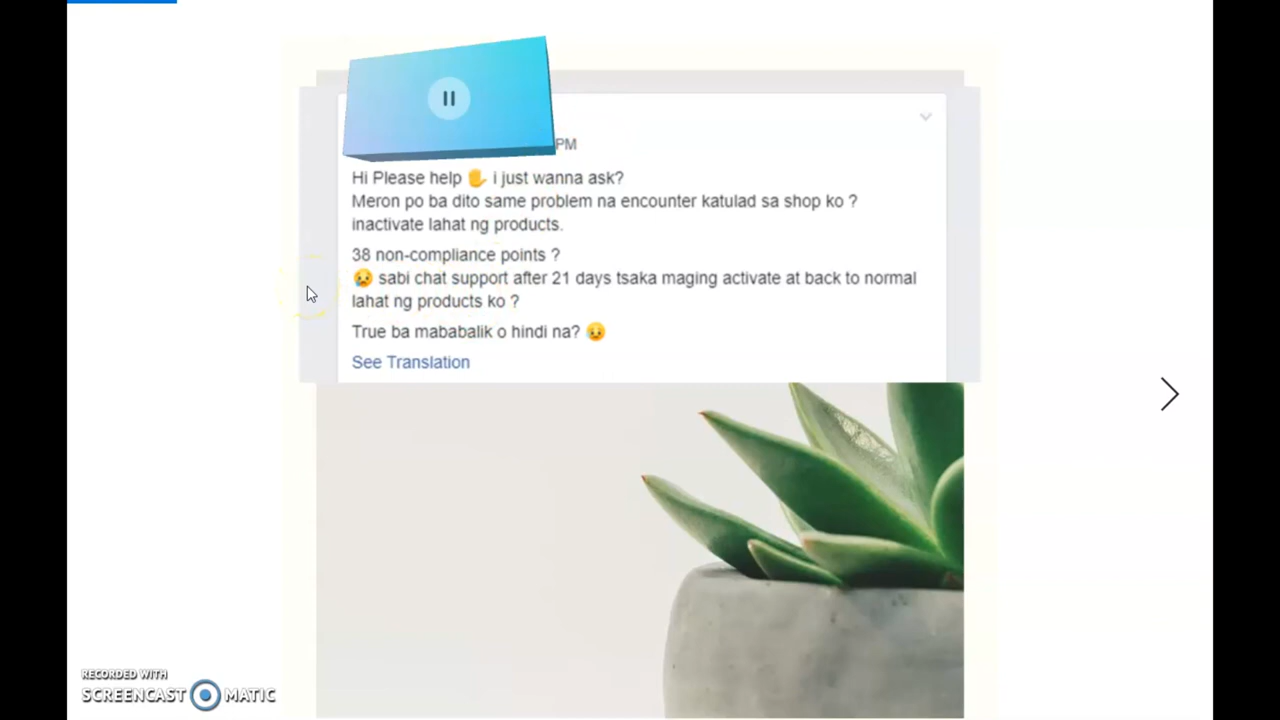 PM
Hi Please help ✋ i just wanna ask?
Meron po ba dito same problem na encounter katulad sa shop ko ?
inactivate lahat ng products.
38 non-compliance points ?
😥 sabi chat support after 21 days tsaka maging activate at back to normal
lahat ng products ko ?
True ba mababalik o hindi na? 😥
See Translation
RECORDED WITH
SCREENCAST MATIC